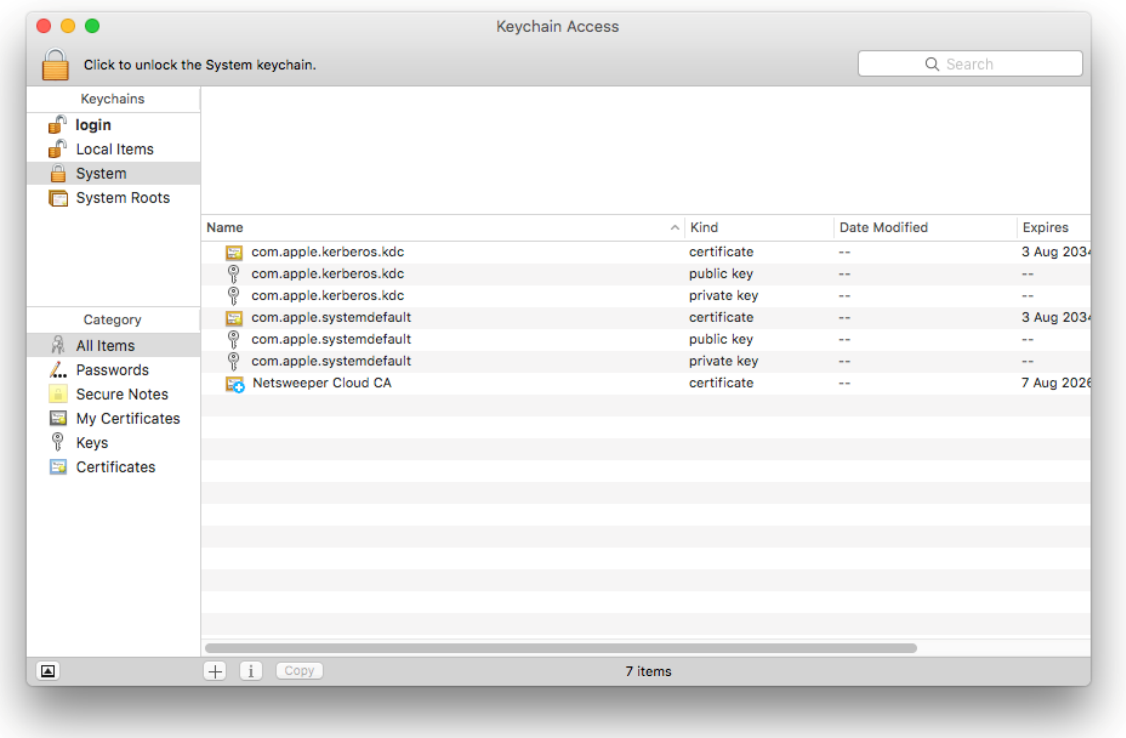 Keychain Access
Click to unlock the System keychain.
Search
Keychains
login
Local Items
System
System Roots
Name Kind Date Modified Expires
com.apple.kerberos.kdc certificate -- 3 Aug 2034
com.apple.kerberos.kdc public key -- --
com.apple.kerberos.kdc private key -- --
com.apple.systemdefault certificate -- 3 Aug 2034
com.apple.systemdefault public key -- --
com.apple.systemdefault private key -- --
Netsweeper Cloud CA certificate -- 7 Aug 2026
Category
All Items
Passwords
Secure Notes
My Certificates
Keys
Certificates
Copy
7 items